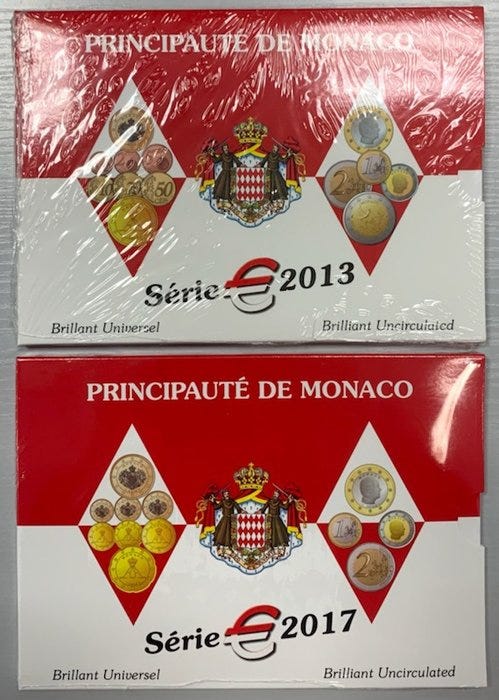 PRINCIPAUTÉ DE MONACO
Série € 2013
Brillant Universel
Brilliant Uncirculated
PRINCIPAUTÉ DE MONACO
Série € 2017
Brillant Universel
Brilliant Uncirculated